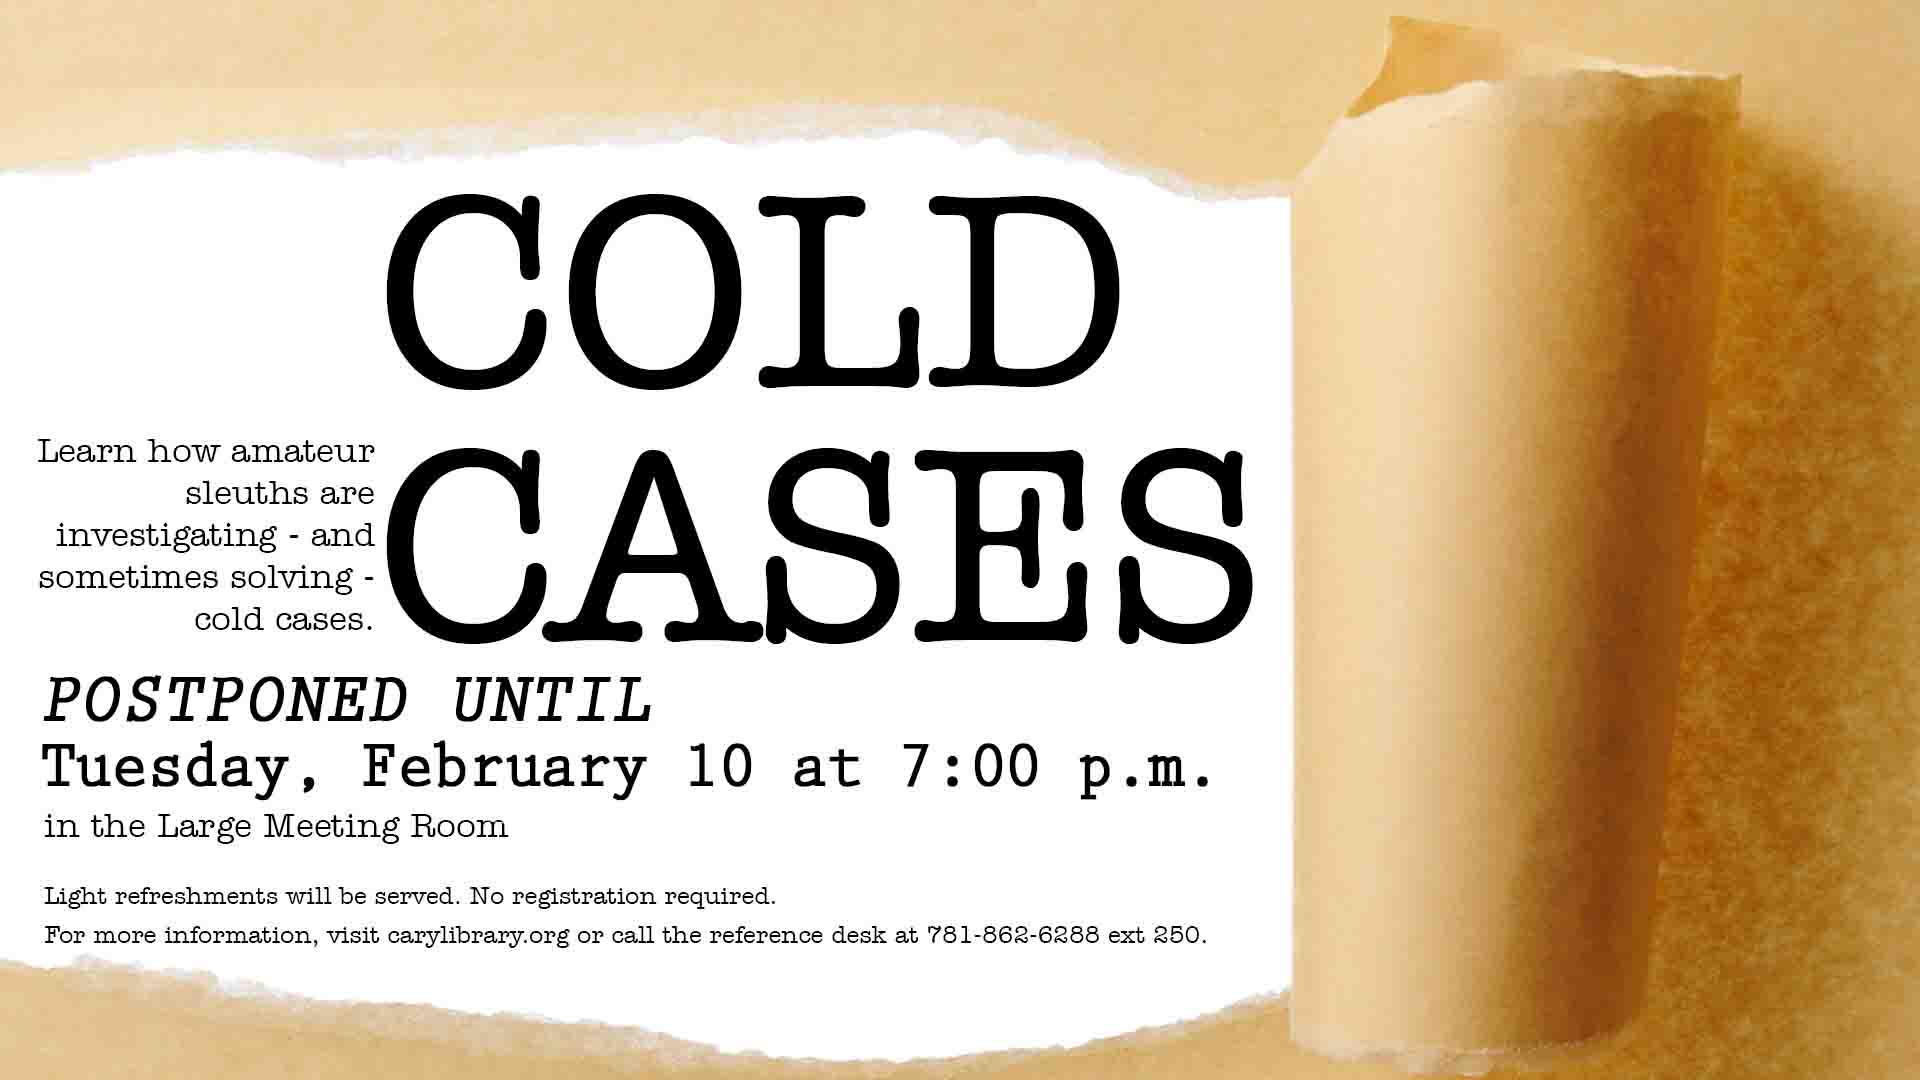 COLD
CASES
Learn how amateur
sleuths are
investigating - and
sometimes solving -
cold cases.
POSTPONED UNTIL
Tuesday, February 10 at 7:00 p.m.
in the Large Meeting Room
Light refreshments will be served. No registration required.
For more information, visit carylibrary.org or call the reference desk at 781-862-6288 ext 250.